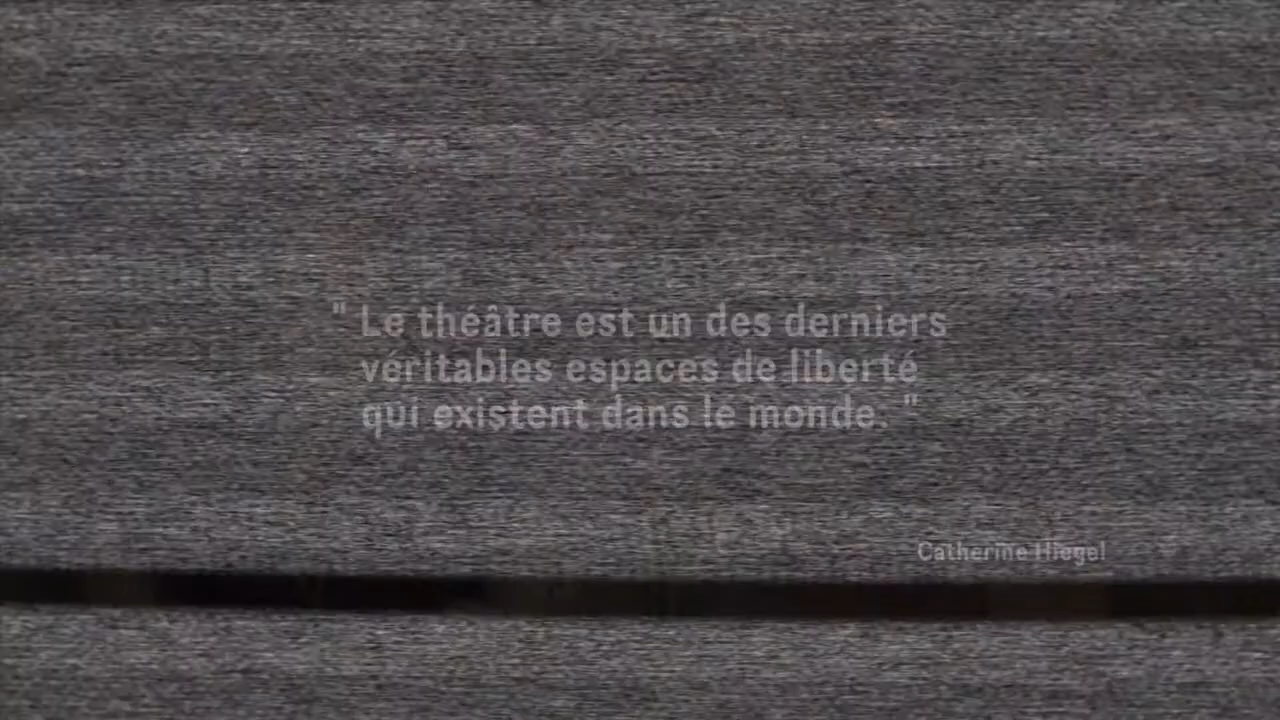 " Le théâtre est un des derniers
véritables espaces de liberté
qui existent dans le monde. "
Catherine Hiegel